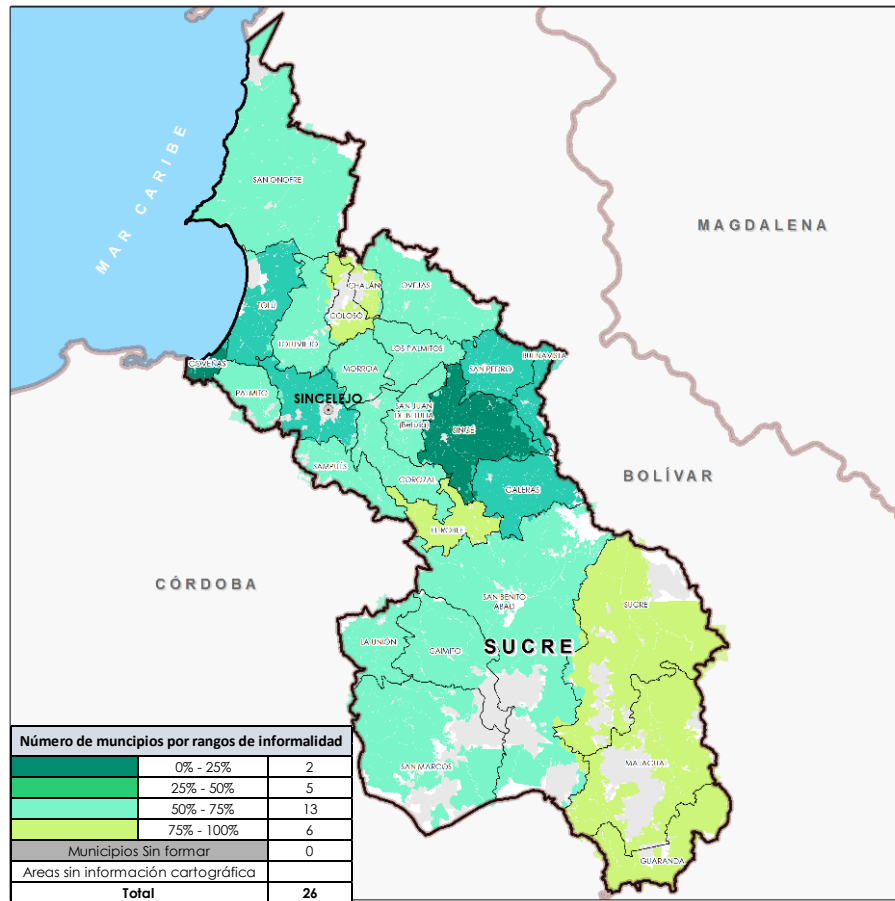 MAR CARIBE
MAGDALENA
BOLÍVAR
CÓRDOBA
SAN ONOFRE
TOLÚ
TOLUVIEJO
CHALÁN
COLOSÓ
OVEJAS
COVEÑAS
PALMITO
MORROA
LOS PALMITOS
SAN PEDRO
BUENAVISTA
SINCELEJO
SAN JUAN
DE BETULIA
(Betulia)
SINCÉ
SAMPUÉS
COROZAL
GALERAS
EL ROBLE
SAN BENITO
ABAD
SUCRE
LA UNIÓN
CAIMITO
SUCRE
SAN MARCOS
MAJAGUAL
GUARANDA
Número de muncipios por rangos de informalidad
0% - 25% 2
25% - 50% 5
50% - 75% 13
75% - 100% 6
Municipios Sin formar 0
Areas sin información cartográfica
Total 26